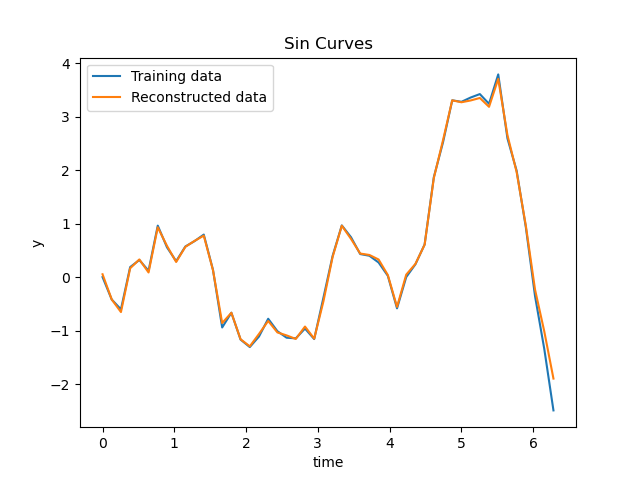 Sin Curves
Training data
Reconstructed data
4
3
2
1
0
−1
−2
y
0 1 2 3 4 5 6
time